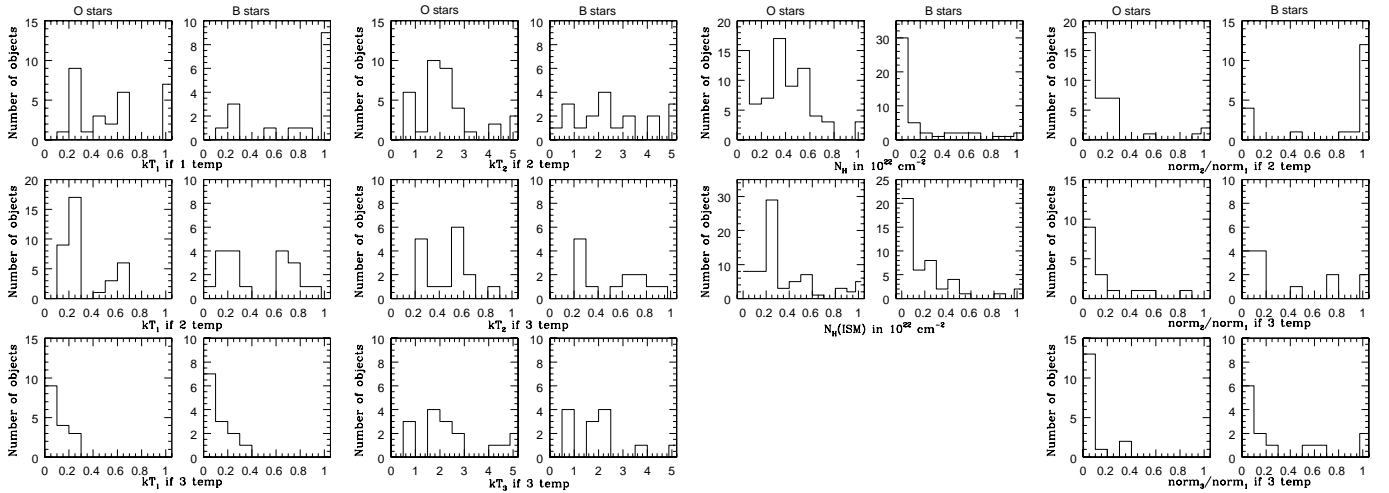 O stars B stars O stars B stars O stars B stars O stars B stars
15 10 5 0 Number of objects 0 0.2 0.4 0.6 0.8 1
15 10 5 0 0 0.2 0.4 0.6 0.8 1
kT₁ if 1 temp
15 10 5 0 Number of objects 0 1 2 3 4 5
10 8 6 4 2 0 0 1 2 3 4 5
kT₂ if 2 temp
20 15 10 5 0 Number of objects 0 0.2 0.4 0.6 0.8 1
30 20 10 0 0 0.2 0.4 0.6 0.8 1
N_H in 10²² cm⁻²
20 15 10 5 0 Number of objects 0 0.2 0.4 0.6 0.8 1
15 10 5 0 0 0.2 0.4 0.6 0.8 1
norm₂/norm₁ if 2 temp
20 15 10 5 0 Number of objects 0 0.2 0.4 0.6 0.8 1
10 8 6 4 2 0 0 0.2 0.4 0.6 0.8 1
kT₁ if 2 temp
10 8 6 4 2 0 Number of objects 0 0.2 0.4 0.6 0.8 1
10 8 6 4 2 0 0 0.2 0.4 0.6 0.8 1
kT₂ if 3 temp
30 20 10 0 Number of objects 0 0.2 0.4 0.6 0.8 1
25 20 15 10 5 0 0 0.2 0.4 0.6 0.8 1
N_H(ISM) in 10²² cm⁻²
15 10 5 0 Number of objects 0 0.2 0.4 0.6 0.8 1
10 8 6 4 2 0 0 0.2 0.4 0.6 0.8 1
norm₂/norm₁ if 3 temp
15 10 5 0 Number of objects 0 0.2 0.4 0.6 0.8 1
10 8 6 4 2 0 0 0.2 0.4 0.6 0.8 1
kT₁ if 3 temp
10 8 6 4 2 0 Number of objects 0 1 2 3 4 5
10 8 6 4 2 0 0 1 2 3 4 5
kT₃ if 3 temp
15 10 5 0 Number of objects 0 0.2 0.4 0.6 0.8 1
10 8 6 4 2 0 0 0.2 0.4 0.6 0.8 1
norm₃/norm₁ if 3 temp